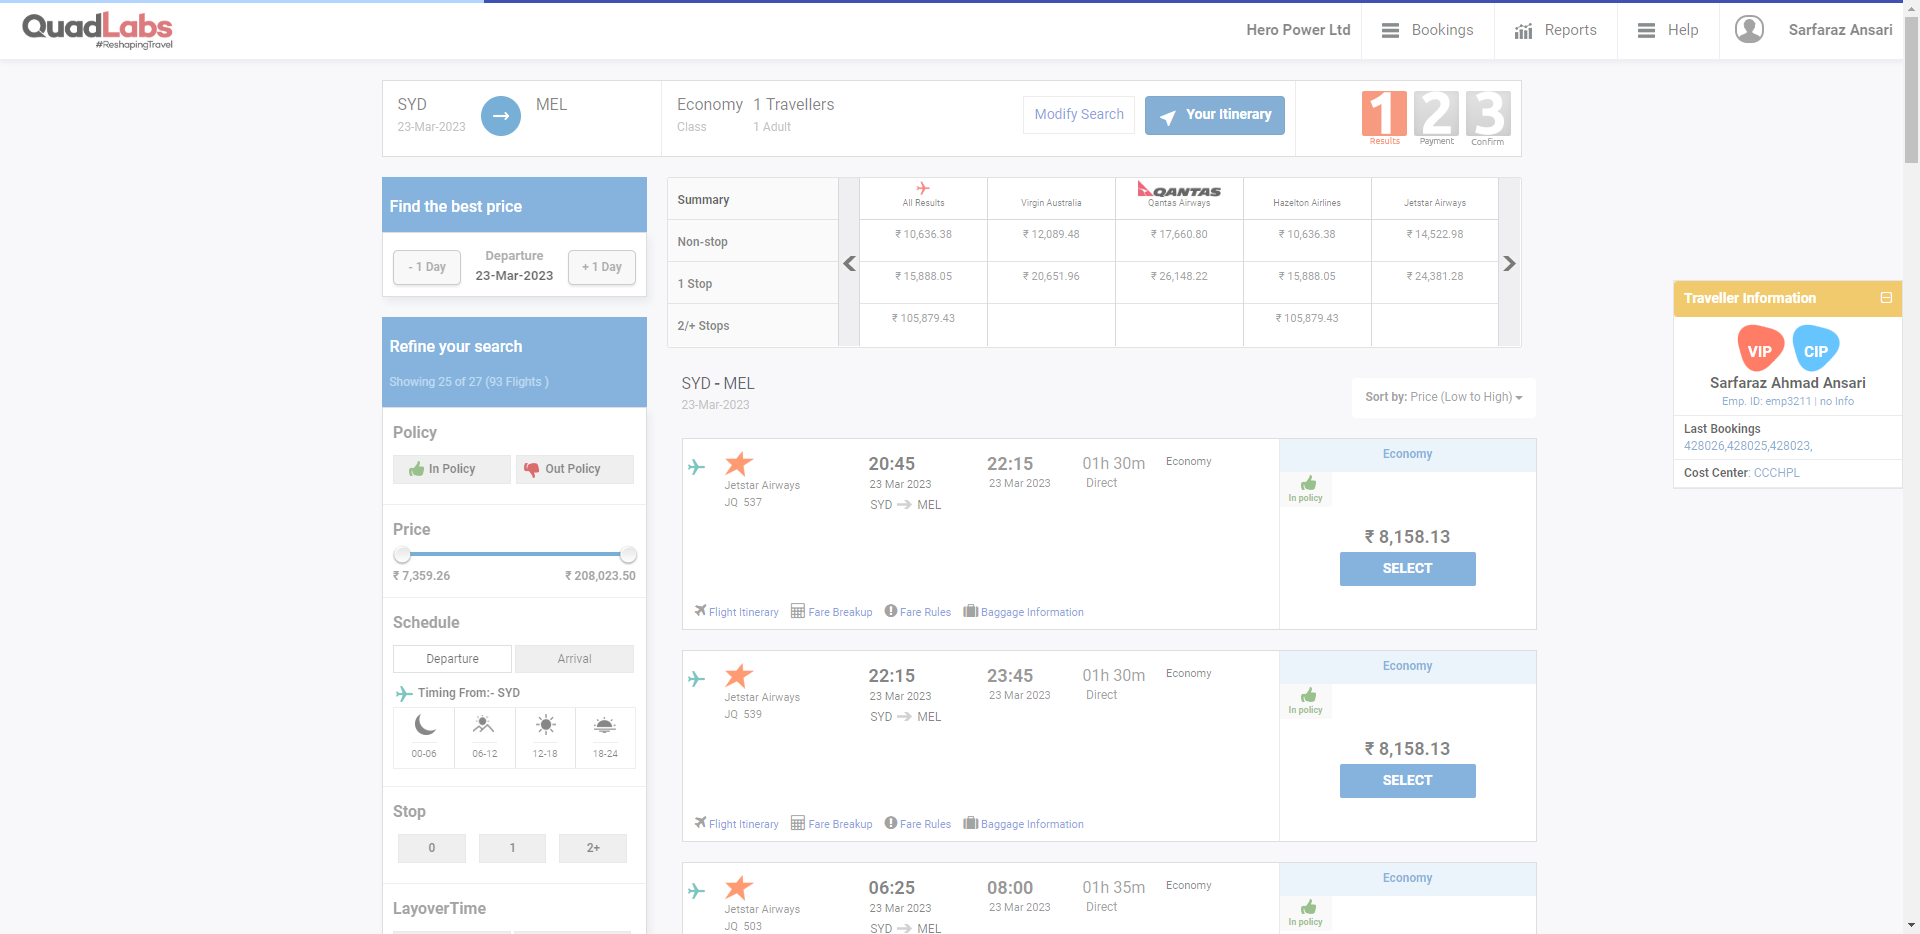 QuadLabs
#ReshapingTravel
Hero Power Ltd
Bookings
Reports
Help
Sarfaraz Ansari
SYD
23-Mar-2023
MEL
Economy
Class
1 Travellers
1 Adult
Modify Search
Your Itinerary
1
Results
2
Payment
3
Confirm
Find the best price
- 1 Day
Departure
23-Mar-2023
+ 1 Day
Refine your search
Showing 25 of 27 (93 Flights )
Policy
In Policy
Out Policy
Price
₹ 7,359.26
₹ 208,023.50
Schedule
Departure
Arrival
Timing From:- SYD
00-06
06-12
12-18
18-24
Stop
0
1
2+
LayoverTime
Summary
All Results
Virgin Australia
QANTAS
Qantas Airways
Hazelton Airlines
Jetstar Airways
Non-stop
₹ 10,636.38
₹ 12,089.48
₹ 17,660.80
₹ 10,636.38
₹ 14,522.98
1 Stop
₹ 15,888.05
₹ 20,651.96
₹ 26,148.22
₹ 15,888.05
₹ 24,381.28
2/+ Stops
₹ 105,879.43
₹ 105,879.43
SYD - MEL
23-Mar-2023
Sort by: Price (Low to High)
Jetstar Airways
JQ 537
20:45
23 Mar 2023
SYD MEL
22:15
23 Mar 2023
01h 30m
Direct
Economy
Economy
In policy
₹ 8,158.13
SELECT
Flight Itinerary
Fare Breakup
Fare Rules
Baggage Information
Jetstar Airways
JQ 539
22:15
23 Mar 2023
SYD MEL
23:45
23 Mar 2023
01h 30m
Direct
Economy
Economy
In policy
₹ 8,158.13
SELECT
Flight Itinerary
Fare Breakup
Fare Rules
Baggage Information
Jetstar Airways
JQ 503
06:25
23 Mar 2023
SYD MEL
08:00
23 Mar 2023
01h 35m
Direct
Economy
Economy
In policy
Traveller Information
VIP
CIP
Sarfaraz Ahmad Ansari
Emp. ID: emp3211 | no Info
Last Bookings
428026,428025,428023,
Cost Center: CCCHPL